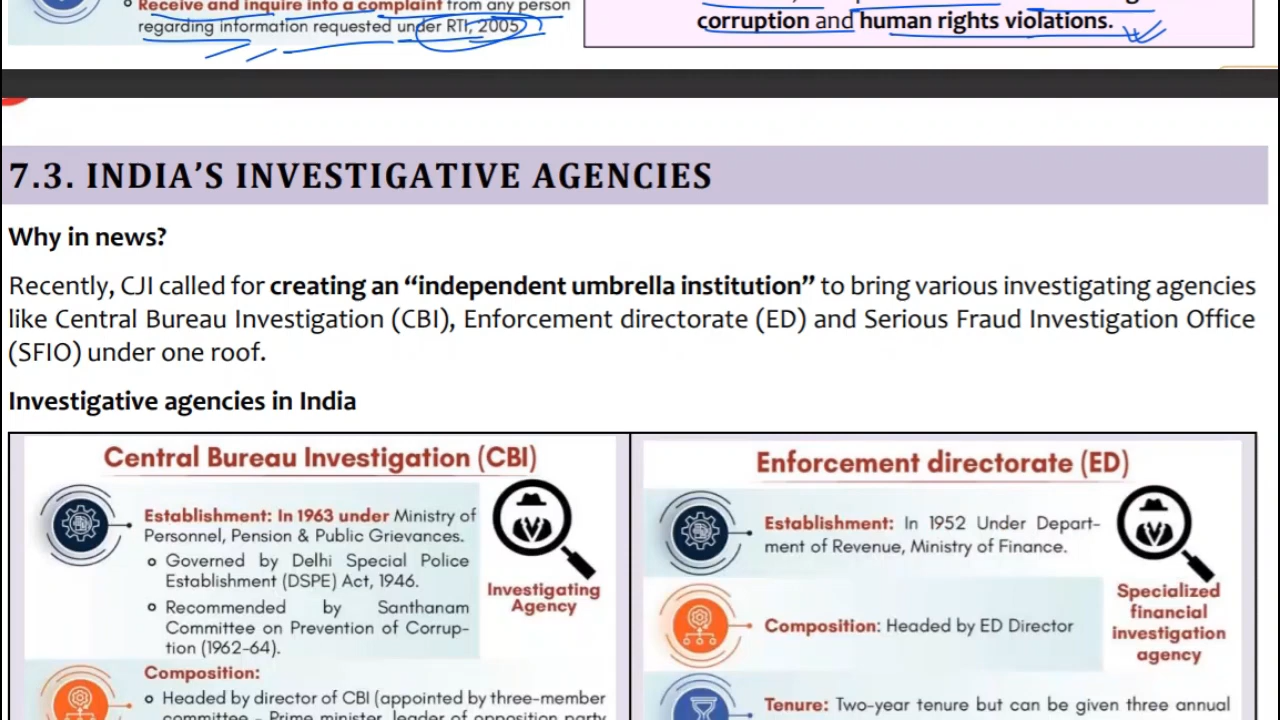 Receive and inquire into a complaint from any person
regarding information requested under RTI, 2005
corruption and human rights violations.
7.3. INDIA'S INVESTIGATIVE AGENCIES
Why in news?
Recently, CJI called for creating an “independent umbrella institution” to bring various investigating agencies
like Central Bureau Investigation (CBI), Enforcement directorate (ED) and Serious Fraud Investigation Office
(SFIO) under one roof.
Investigative agencies in India
Central Bureau Investigation (CBI)
Establishment: In 1963 under Ministry of
Personnel, Pension & Public Grievances.
Governed by Delhi Special Police
Establishment (DSPE) Act, 1946.
Recommended by Santhanam
Committee on Prevention of Corrup-
tion (1962-64).
Investigating
Agency
Composition:
Headed by director of CBI (appointed by three-member
committee - Prime minister, leader of opposition party
Enforcement directorate (ED)
Establishment: In 1952 Under Depart-
ment of Revenue, Ministry of Finance.
Composition: Headed by ED Director
Specialized
financial
investigation
agency
Tenure: Two-year tenure but can be given three annual